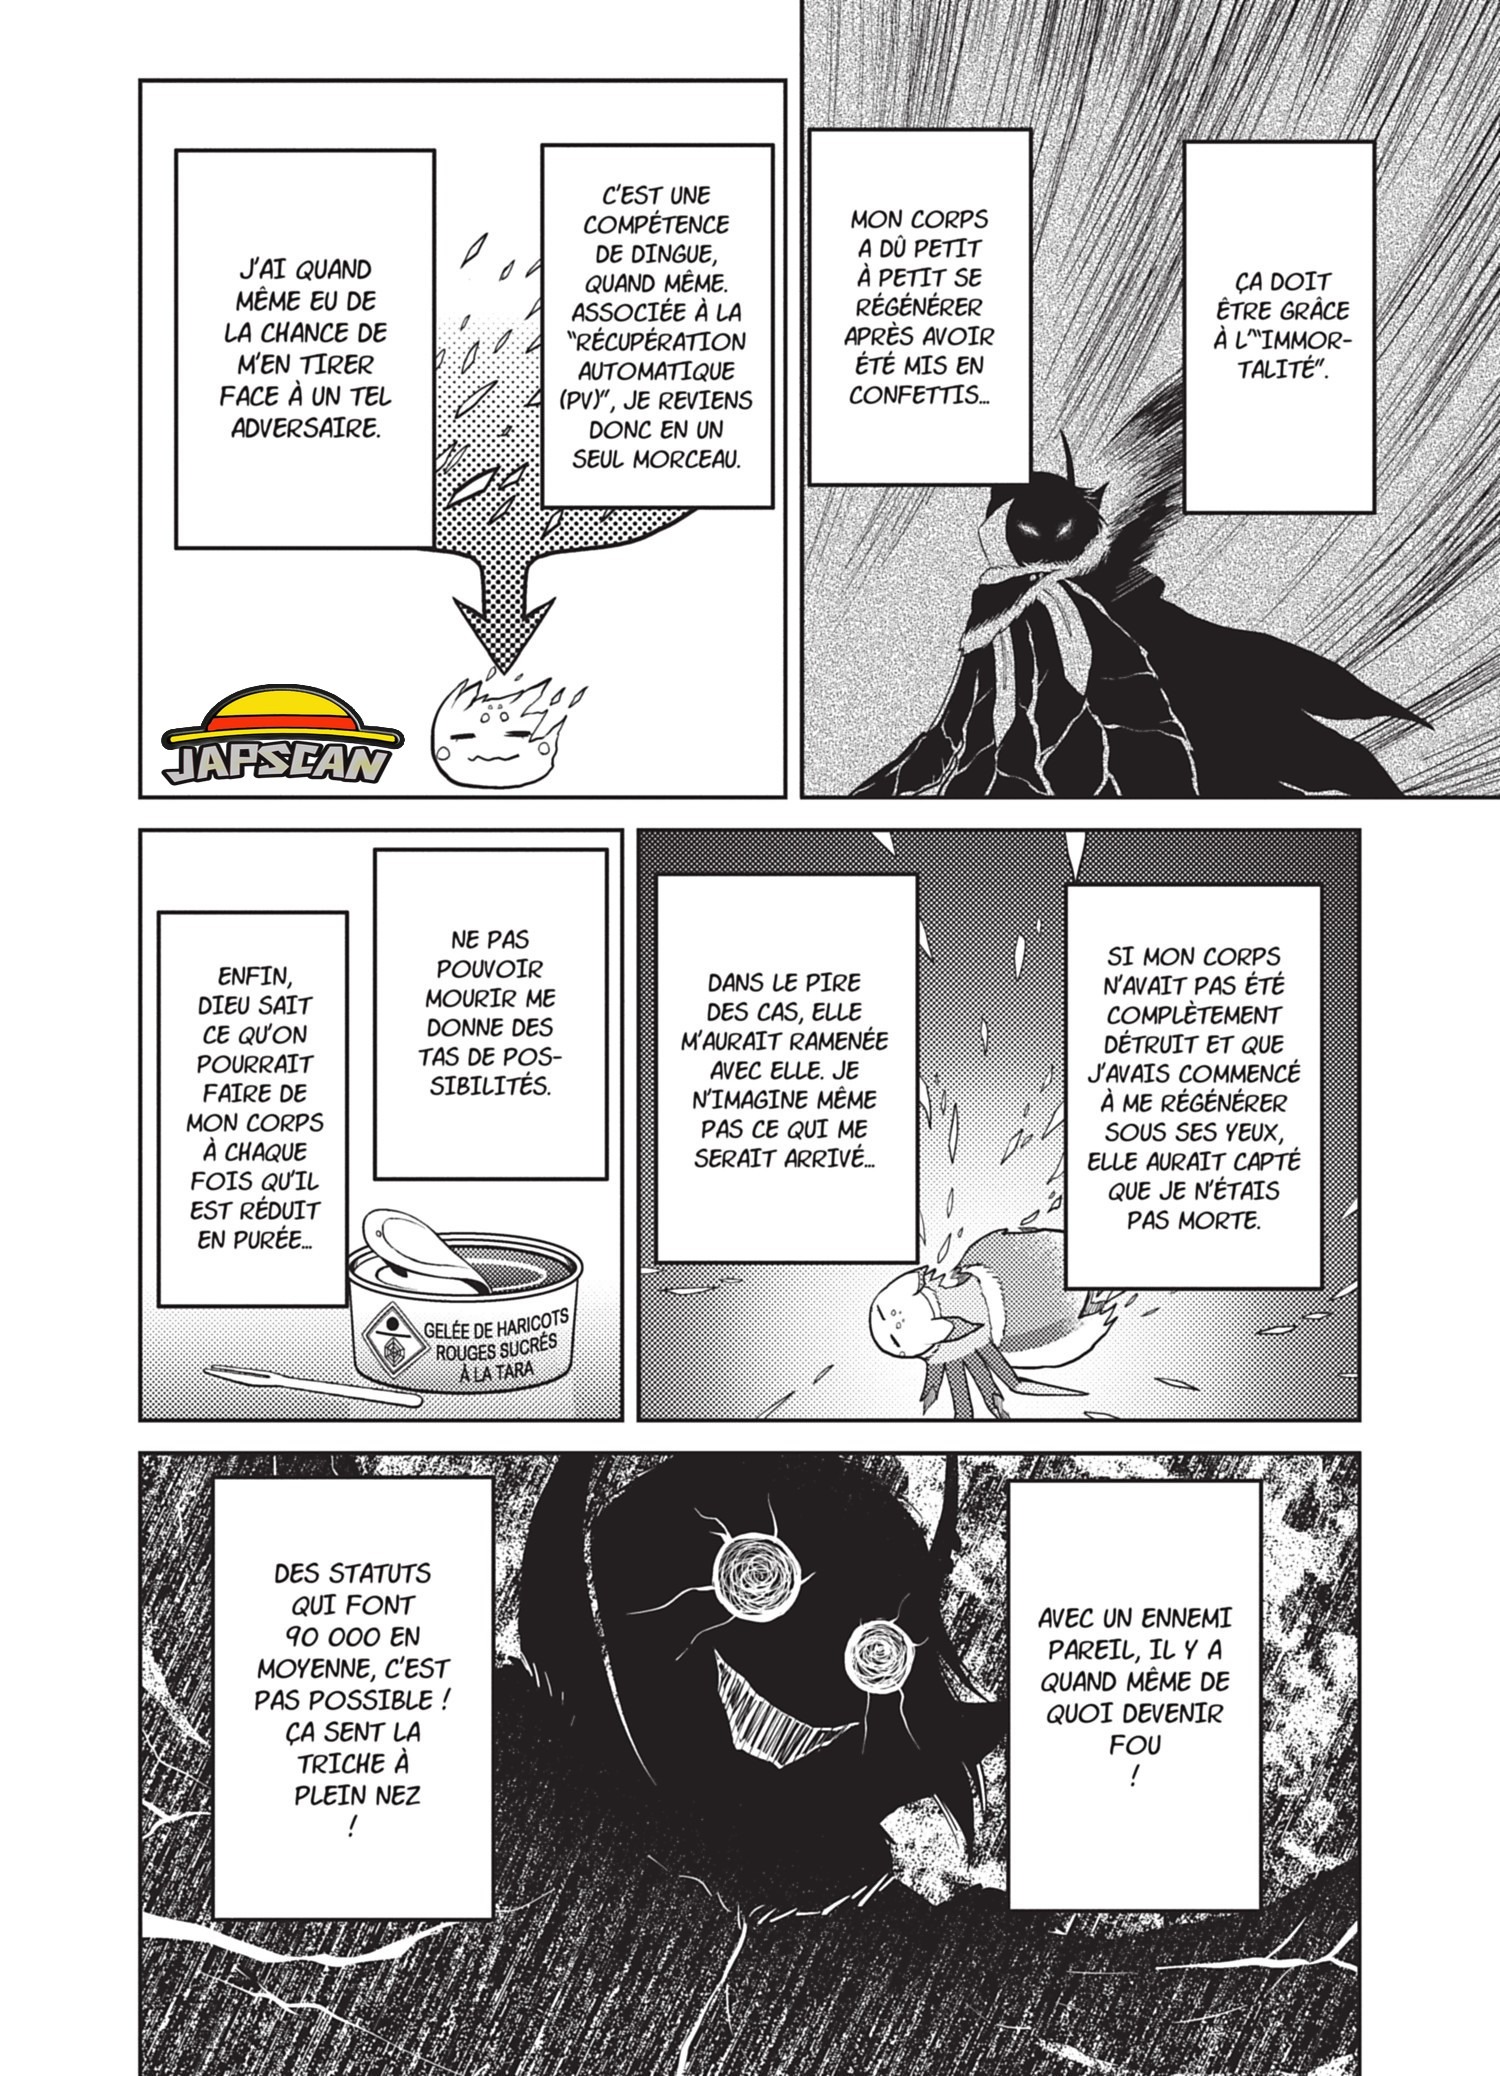 ÇA DOIT
ÊTRE GRÂCE
À L'“IMMOR-
TALITÉ”.
MON CORPS
A DÛ PETIT
À PETIT SE
RÉGÉNÉRER
APRÈS AVOIR
ÉTÉ MIS EN
CONFETTIS...
C'EST UNE
COMPÉTENCE
DE DINGUE,
QUAND MÊME.
ASSOCIÉE À LA
“RÉCUPÉRATION
AUTOMATIQUE
(PV)”, JE REVIENS
DONC EN UN
SEUL MORCEAU.
J'AI QUAND
MÊME EU DE
LA CHANCE DE
M'EN TIRER
FACE À UN TEL
ADVERSAIRE.
JAPSCAN
SI MON CORPS
N'AVAIT PAS ÉTÉ
COMPLÈTEMENT
DÉTRUIT ET QUE
J'AVAIS COMMENCÉ
À ME RÉGÉNÉRER
SOUS SES YEUX,
ELLE AURAIT CAPTÉ
QUE JE N'ÉTAIS
PAS MORTE.
DANS LE PIRE
DES CAS, ELLE
M'AURAIT RAMENÉE
AVEC ELLE. JE
N'IMAGINE MÊME
PAS CE QUI ME
SERAIT ARRIVÉ...
NE PAS
POUVOIR
MOURIR ME
DONNE DES
TAS DE POS-
SIBILITÉS.
ENFIN,
DIEU SAIT
CE QU'ON
POURRAIT
FAIRE DE
MON CORPS
À CHAQUE
FOIS QU'IL
EST RÉDUIT
EN PURÉE...
GELÉE DE HARICOTS
ROUGES SUCRÉS
À LA TARA
AVEC UN ENNEMI
PAREIL, IL Y A
QUAND MÊME DE
QUOI DEVENIR
FOU
!
DES STATUTS
QUI FONT
90 000 EN
MOYENNE, C'EST
PAS POSSIBLE !
ÇA SENT LA
TRICHE À
PLEIN NEZ
!